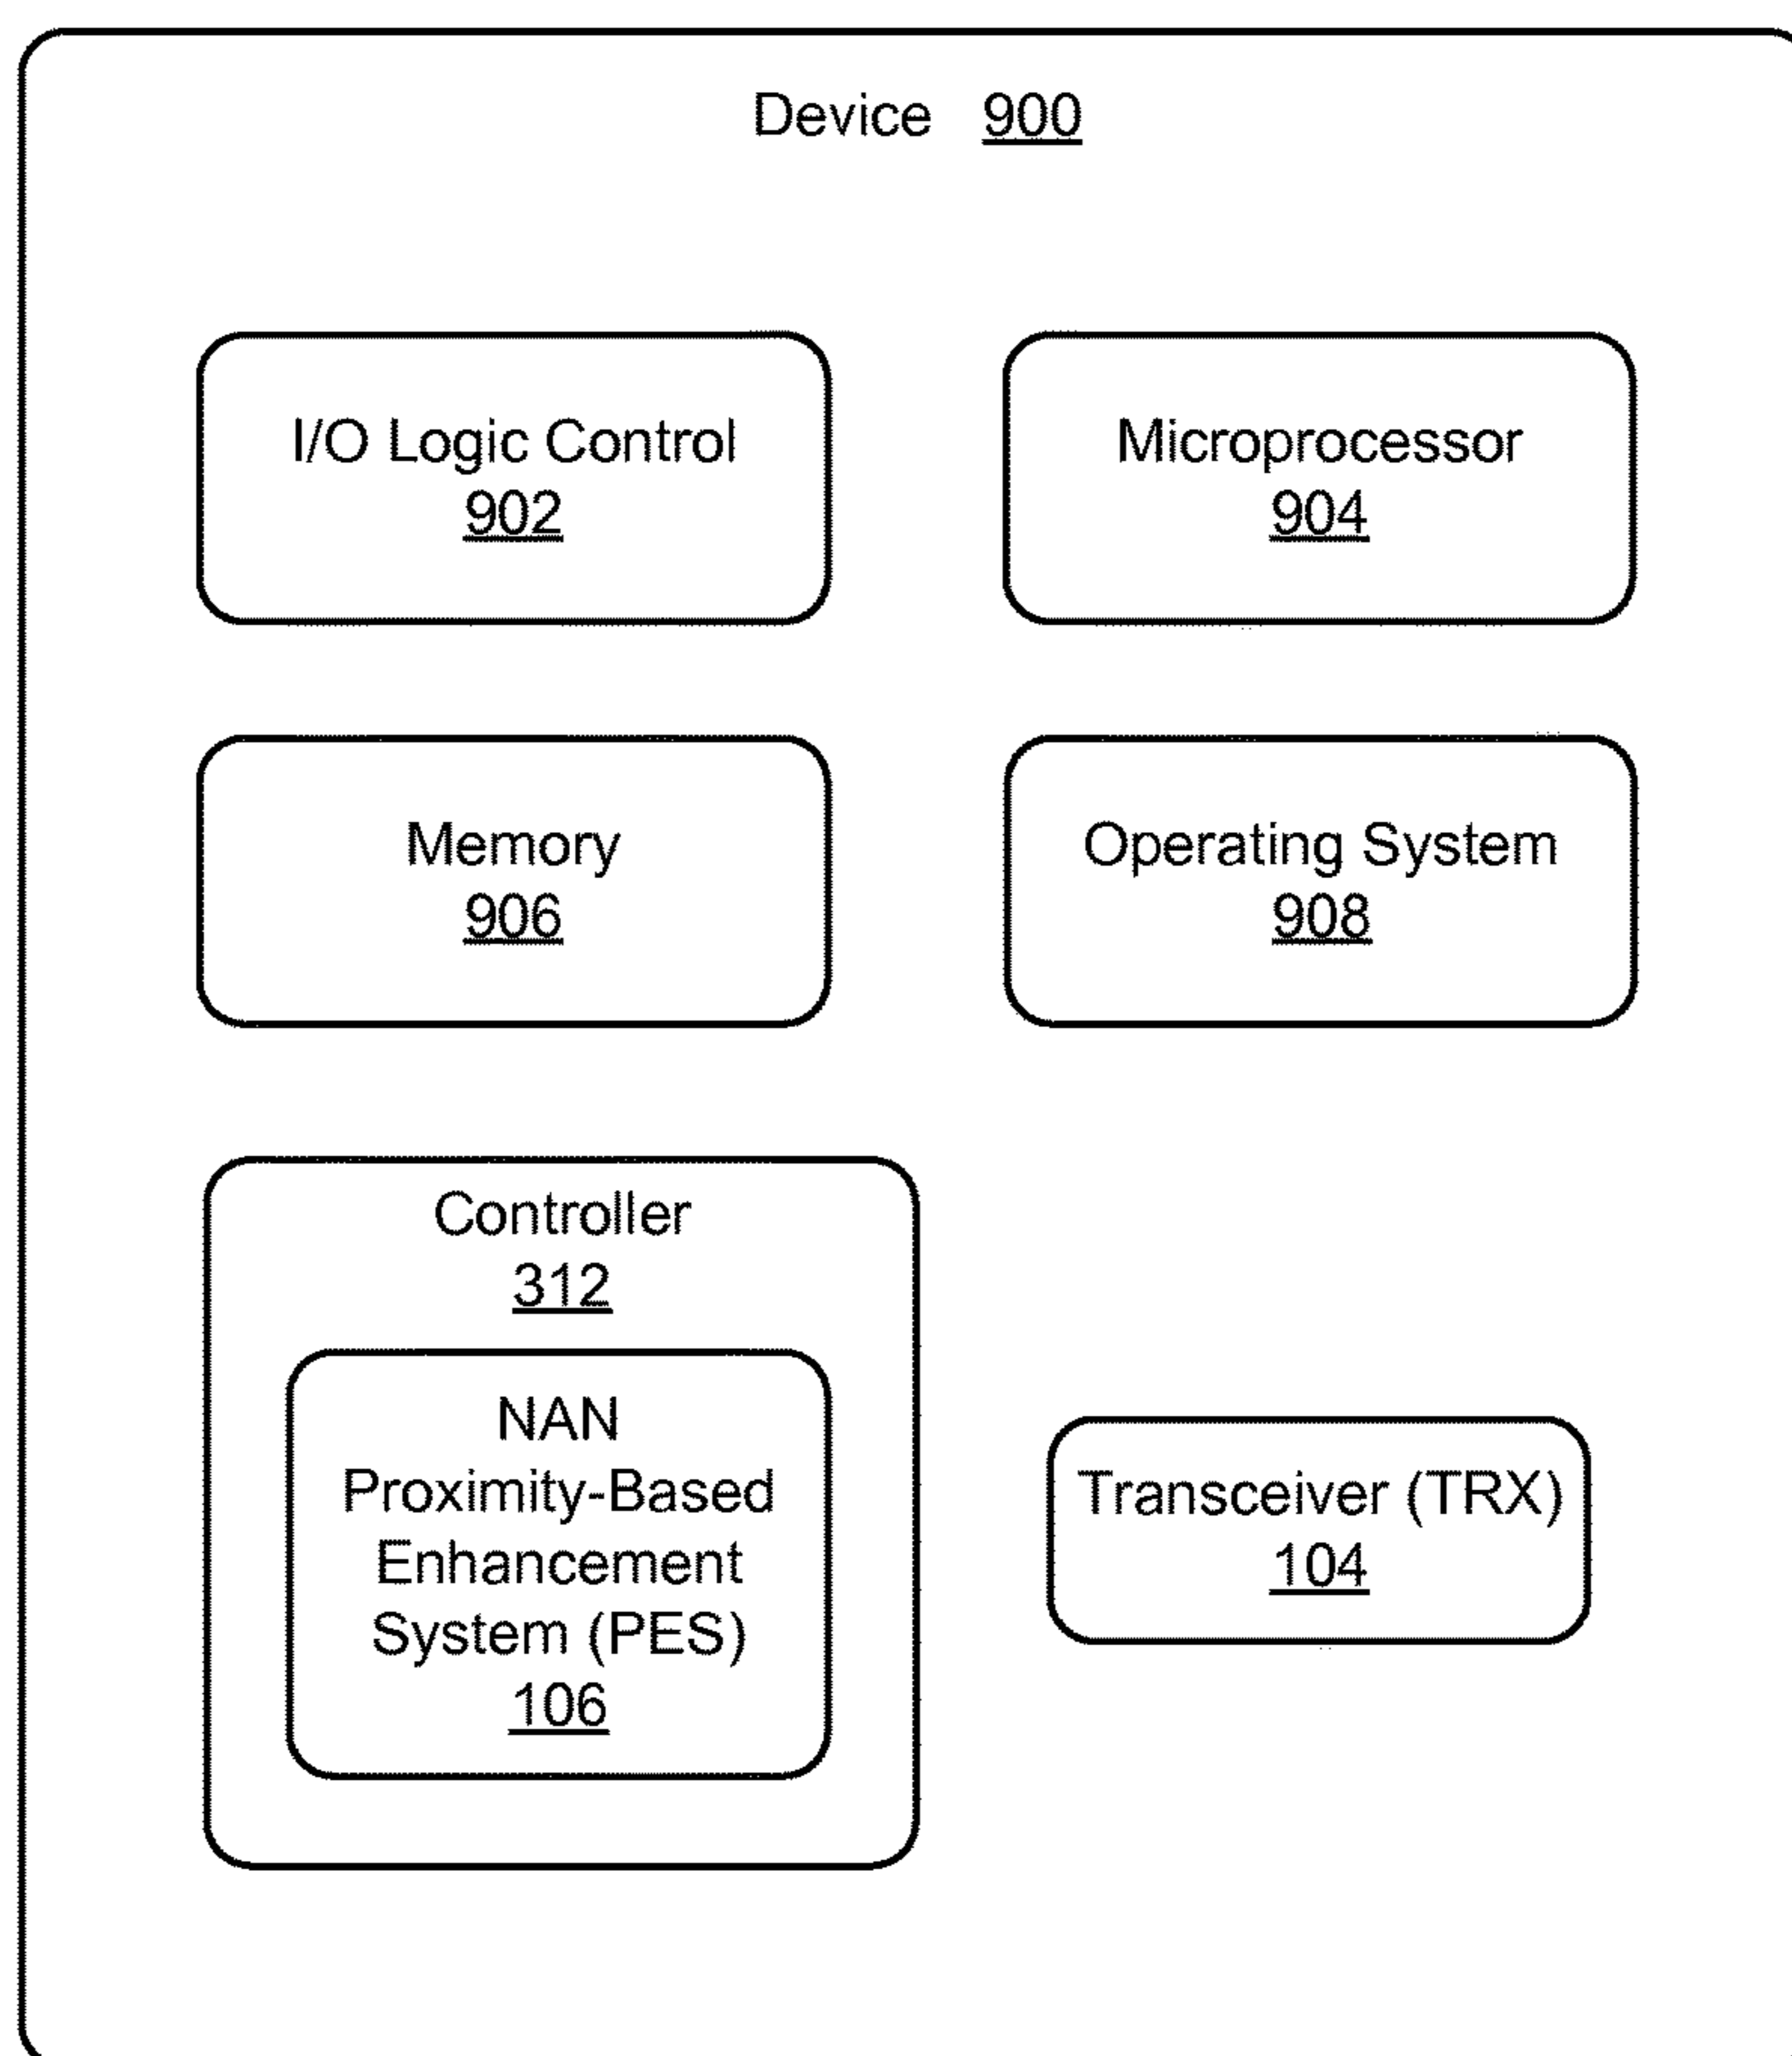 Device 900
I/O Logic Control
902
Microprocessor
904
Memory
906
Operating System
908
Controller
312
NAN
Proximity-Based
Enhancement
System (PES)
106
Transceiver (TRX)
104